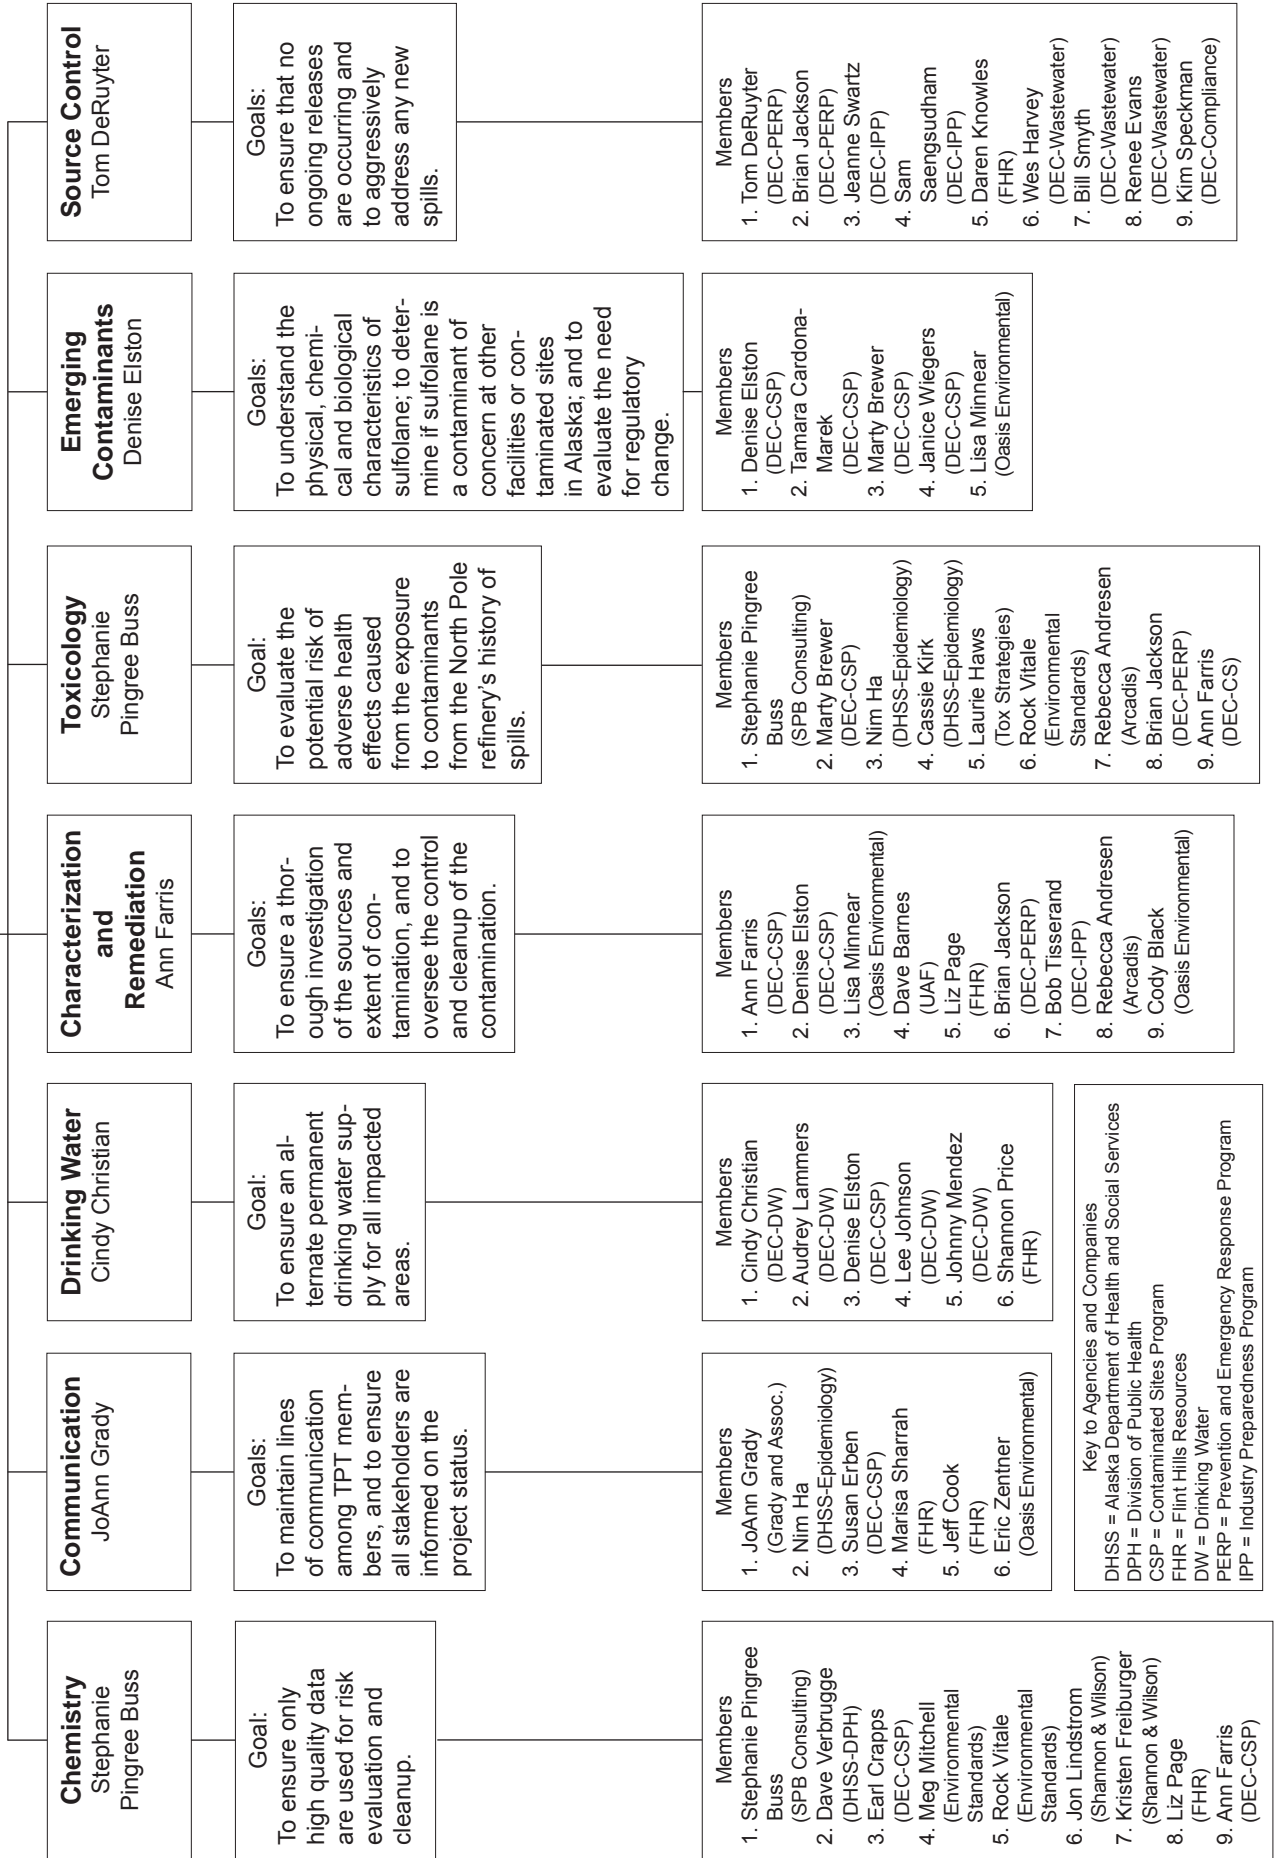 Chemistry
Stephanie
Pingree Buss
Goal:
To ensure only
high quality data
are used for risk
evaluation and
cleanup.
Members
1. Stephanie Pingree
Buss
(SPB Consulting)
2. Dave Verbrugge
(DHSS-DPH)
3. Earl Crapps
(DEC-CSP)
4. Meg Mitchell
(Environmental
Standards)
5. Rock Vitale
(Environmental
Standards)
6. Jon Lindstrom
(Shannon & Wilson)
7. Kristen Freiburger
(Shannon & Wilson)
8. Liz Page
(FHR)
9. Ann Farris
(DEC-CSP)
Communication
JoAnn Grady
Goals:
To maintain lines
of communication
among TPT mem-
bers, and to ensure
all stakeholders are
informed on the
project status.
Members
1. JoAnn Grady
(Grady and Assoc.)
2. Nim Ha
(DHSS-Epidemiology)
3. Susan Erben
(DEC-CSP)
4. Marisa Sharrah
(FHR)
5. Jeff Cook
(FHR)
6. Eric Zentner
(Oasis Environmental)
Drinking Water
Cindy Christian
Goal:
To ensure an al-
ternate permanent
drinking water sup-
ply for all impacted
areas.
Members
1. Cindy Christian
(DEC-DW)
2. Audrey Lammers
(DEC-DW)
3. Denise Elston
(DEC-CSP)
4. Lee Johnson
(DEC-DW)
5. Johnny Mendez
(DEC-DW)
6. Shannon Price
(FHR)
Characterization
and
Remediation
Ann Farris
Goals:
To ensure a thor-
ough investigation
of the sources and
extent of con-
tamination, and to
oversee the control
and cleanup of the
contamination.
Members
1. Ann Farris
(DEC-CSP)
2. Denise Elston
(DEC-CSP)
3. Lisa Minnear
(Oasis Environmental)
4. Dave Barnes
(UAF)
5. Liz Page
(FHR)
6. Brian Jackson
(DEC-PERP)
7. Bob Tisserand
(DEC-IPP)
8. Rebecca Andresen
(Arcadis)
9. Cody Black
(Oasis Environmental)
Toxicology
Stephanie
Pingree Buss
Goal:
To evaluate the
potential risk of
adverse health
effects caused
from the exposure
to contaminants
from the North Pole
refinery's history of
spills.
Members
1. Stephanie Pingree
Buss
(SPB Consulting)
2. Marty Brewer
(DEC-CSP)
3. Nim Ha
(DHSS-Epidemiology)
4. Cassie Kirk
(DHSS-Epidemiology)
5. Laurie Haws
(Tox Strategies)
6. Rock Vitale
(Environmental
Standards)
7. Rebecca Andresen
(Arcadis)
8. Brian Jackson
(DEC-PERP)
9. Ann Farris
(DEC-CS)
Emerging
Contaminants
Denise Elston
Goals:
To understand the
physical, chemi-
cal and biological
characteristics of
sulfolane; to deter-
mine if sulfolane is
a contaminant of
concern at other
facilities or con-
taminated sites
in Alaska; and to
evaluate the need
for regulatory
change.
Members
1. Denise Elston
(DEC-CSP)
2. Tamara Cardona-
Marek
(DEC-CSP)
3. Marty Brewer
(DEC-CSP)
4. Janice Wiegers
(DEC-CSP)
5. Lisa Minnear
(Oasis Environmental)
Source Control
Tom DeRuyter
Goals:
To ensure that no
ongoing releases
are occurring and
to aggressively
address any new
spills.
Members
1. Tom DeRuyter
(DEC-PERP)
2. Brian Jackson
(DEC-PERP)
3. Jeanne Swartz
(DEC-IPP)
4. Sam
Saengsudham
(DEC-IPP)
5. Daren Knowles
(FHR)
6. Wes Harvey
(DEC-Wastewater)
7. Bill Smyth
(DEC-Wastewater)
8. Renee Evans
(DEC-Wastewater)
9. Kim Speckman
(DEC-Compliance)
Key to Agencies and Companies
DHSS = Alaska Department of Health and Social Services
DPH = Division of Public Health
CSP = Contaminated Sites Program
FHR = Flint Hills Resources
DW = Drinking Water
PERP = Prevention and Emergency Response Program
IPP = Industry Preparedness Program